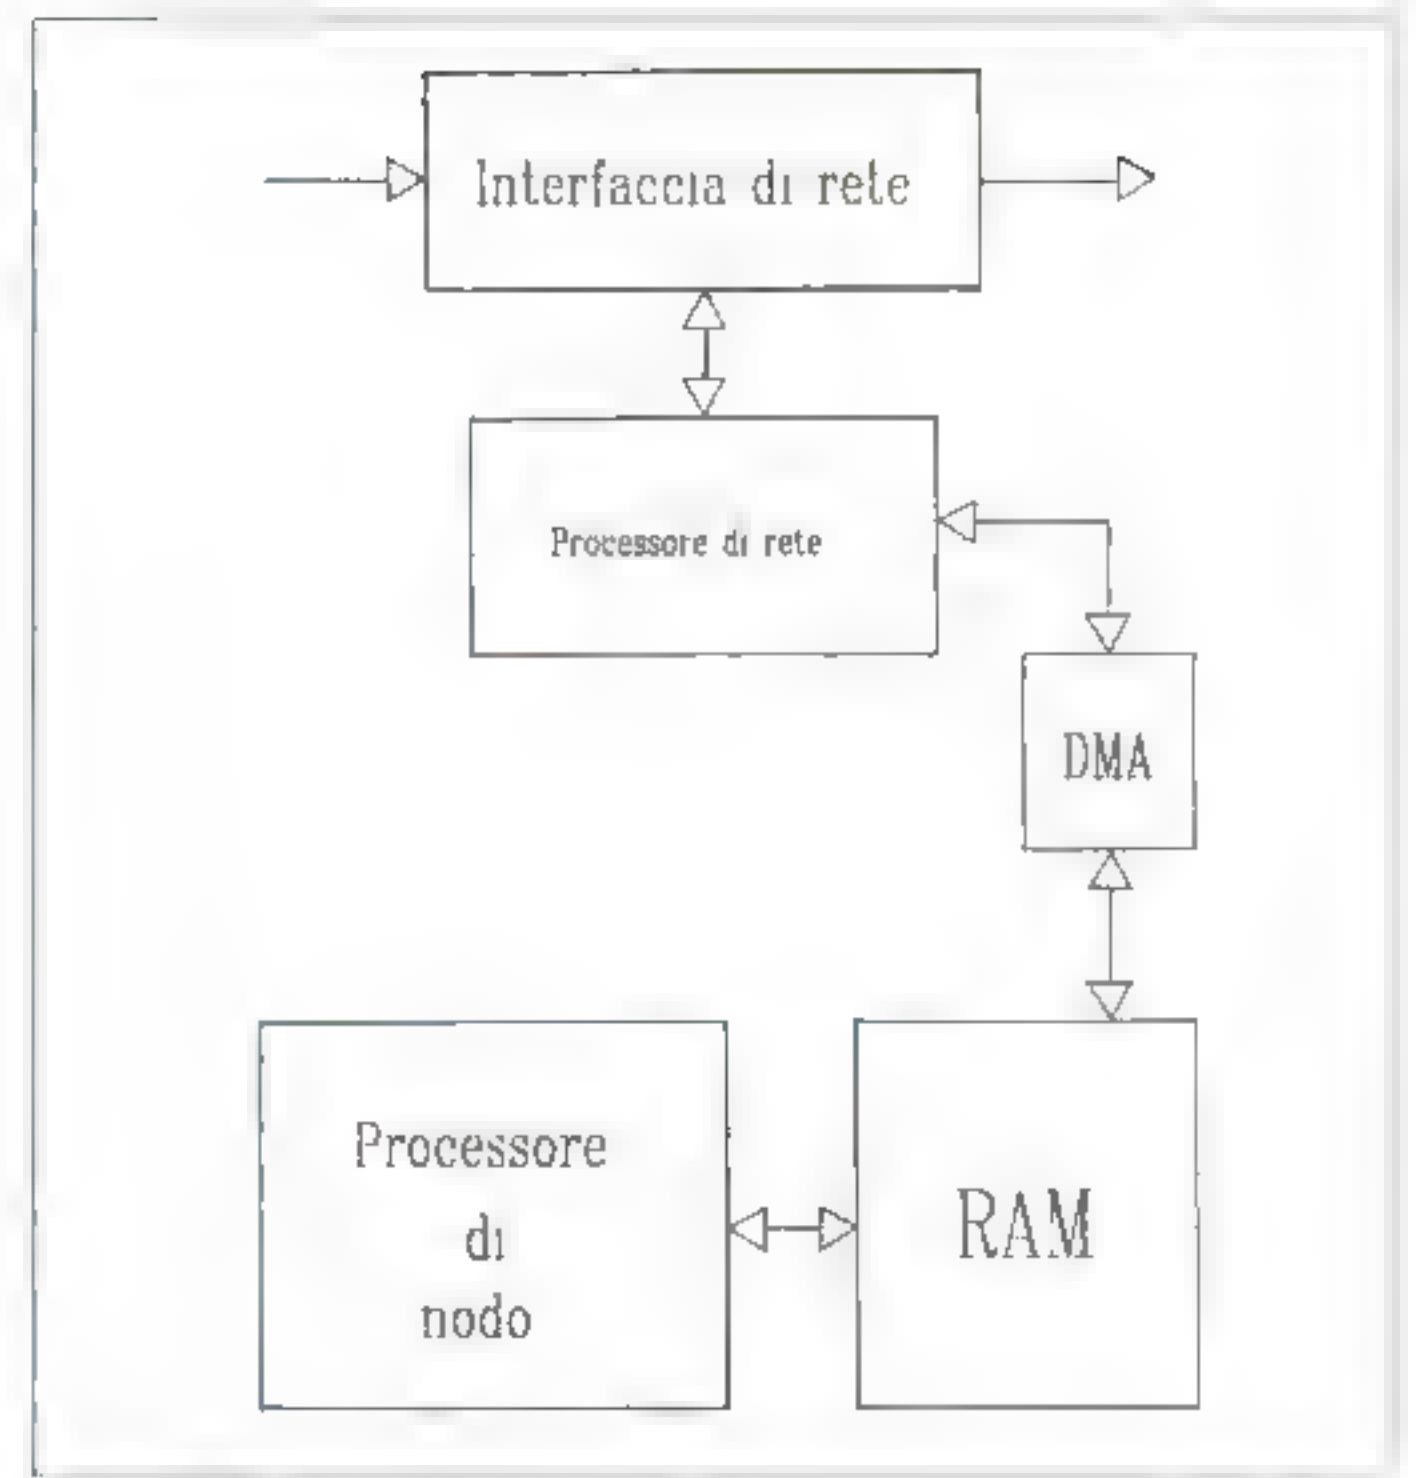 Interfaccia di rete
Processore di rete
DMA
Processore
di
nodo
RAM